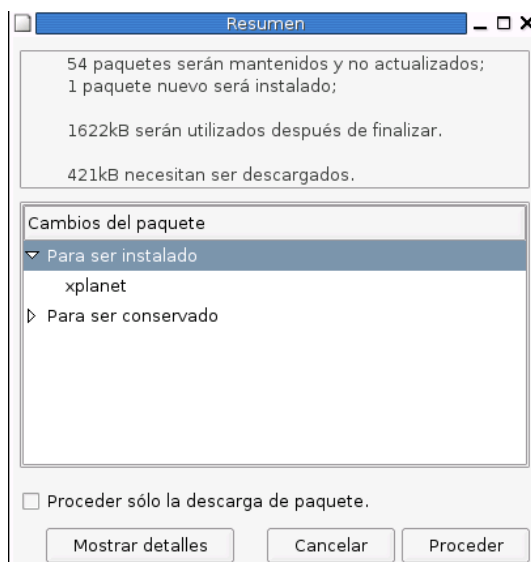 Resumen
54 paquetes serán mantenidos y no actualizados;
1 paquete nuevo será instalado;
1622kB serán utilizados después de finalizar.
421kB necesitan ser descargados.
Cambios del paquete
Para ser instalado
xplanet
Para ser conservado
Proceder sólo la descarga de paquete.
Mostrar detalles
Cancelar
Proceder